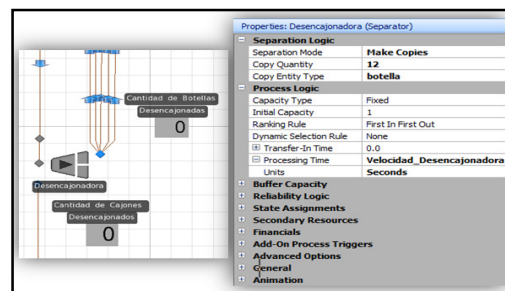 Cantidad de Botellas
Desencajonadas
0
Desencajonadora
Cantidad de Cajones
Desencajonados
0
Properties: Desencajonadora (Separator)
Separation Logic
Separation Mode Make Copies
Copy Quantity 12
Copy Entity Type botella
Process Logic
Capacity Type Fixed
Initial Capacity 1
Ranking Rule First In First Out
Dynamic Selection Rule None
Transfer-In Time 0.0
Processing Time Velocidad_Desencajonadora
Units Seconds
Buffer Capacity
Reliability Logic
State Assignments
Secondary Resources
Financials
Add-On Process Triggers
Advanced Options
General
Animation